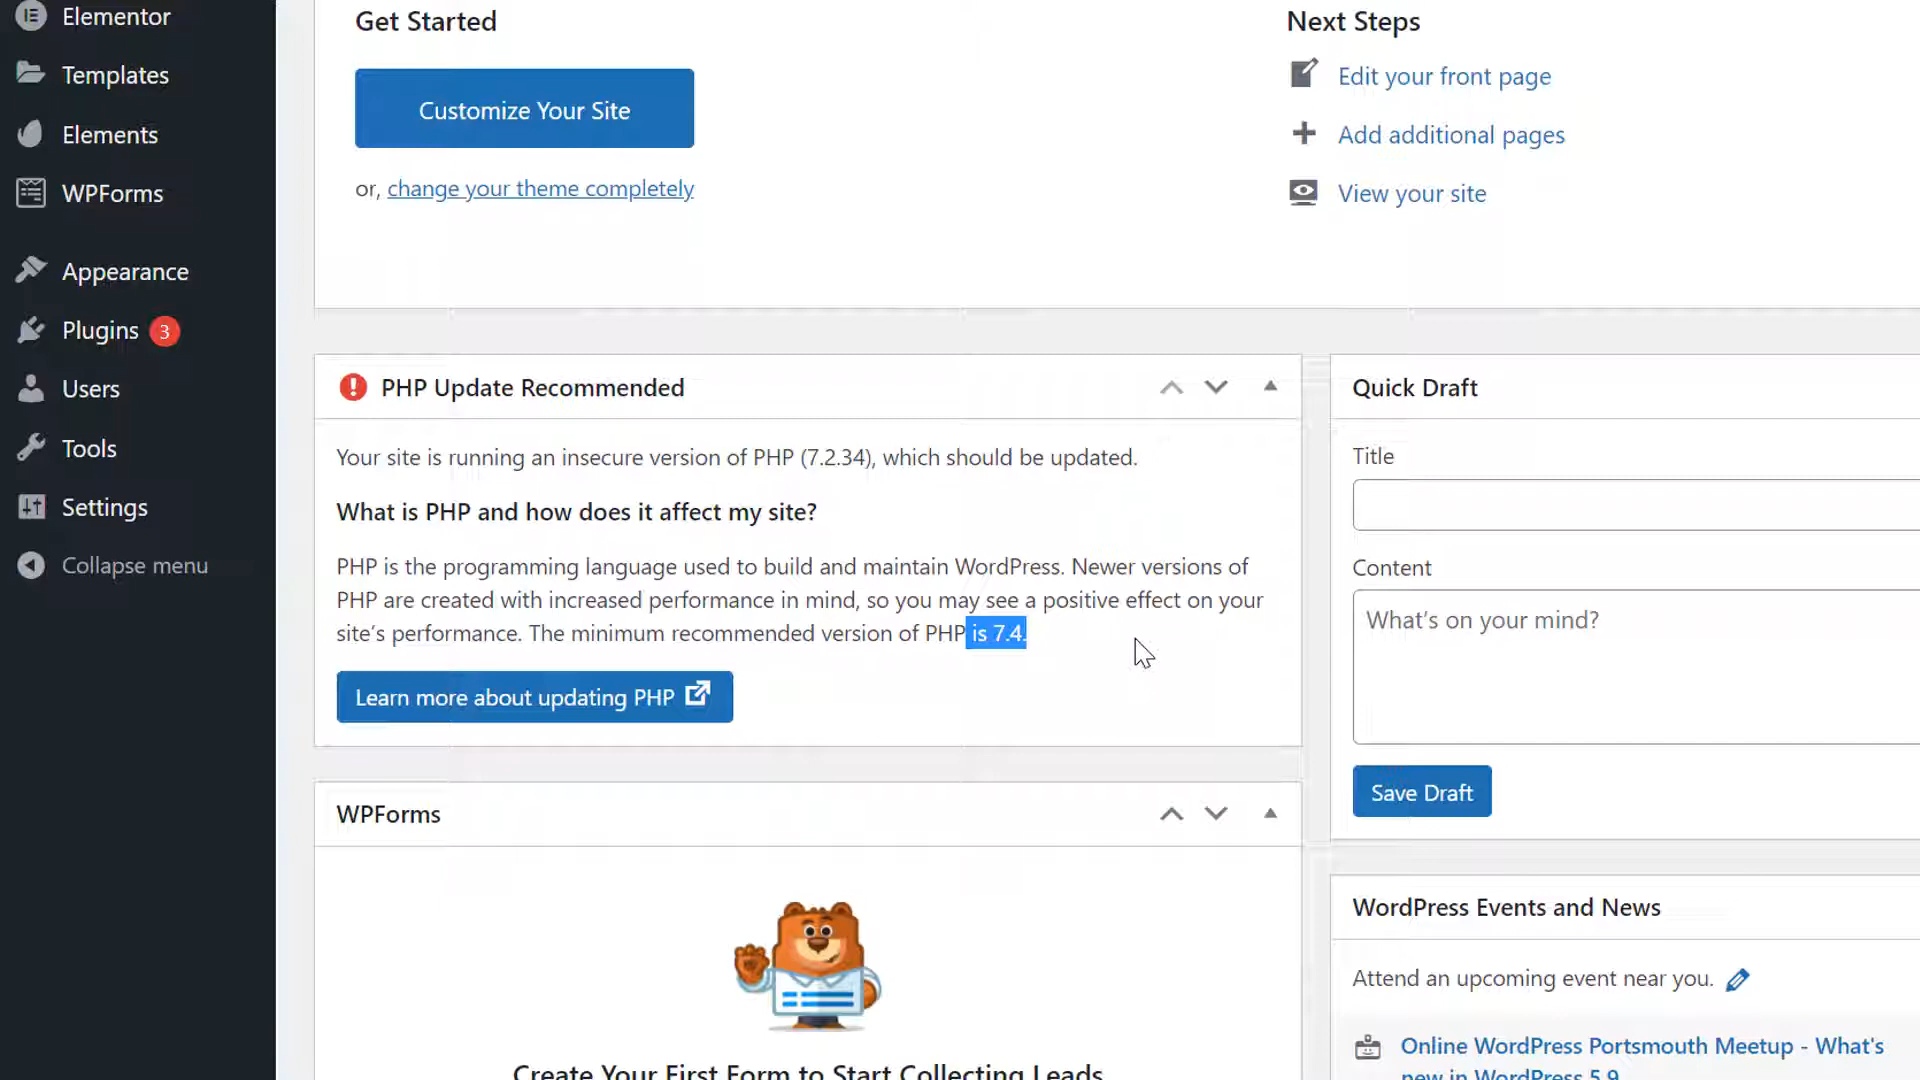 Elementor
Templates
Elements
WPForms
Appearance
Plugins 3
Users
Tools
Settings
Collapse menu
Get Started
Customize Your Site
or, change your theme completely
Next Steps
Edit your front page
Add additional pages
View your site
PHP Update Recommended
Your site is running an insecure version of PHP (7.2.34), which should be updated.
What is PHP and how does it affect my site?
PHP is the programming language used to build and maintain WordPress. Newer versions of
PHP are created with increased performance in mind, so you may see a positive effect on your
site’s performance. The minimum recommended version of PHP is 7.4.
Learn more about updating PHP
WPForms
Create Your First Form to Start Collecting Leads
Quick Draft
Title
Content
What’s on your mind?
Save Draft
WordPress Events and News
Attend an upcoming event near you.
Online WordPress Portsmouth Meetup - What's
new in WordPress 5.9